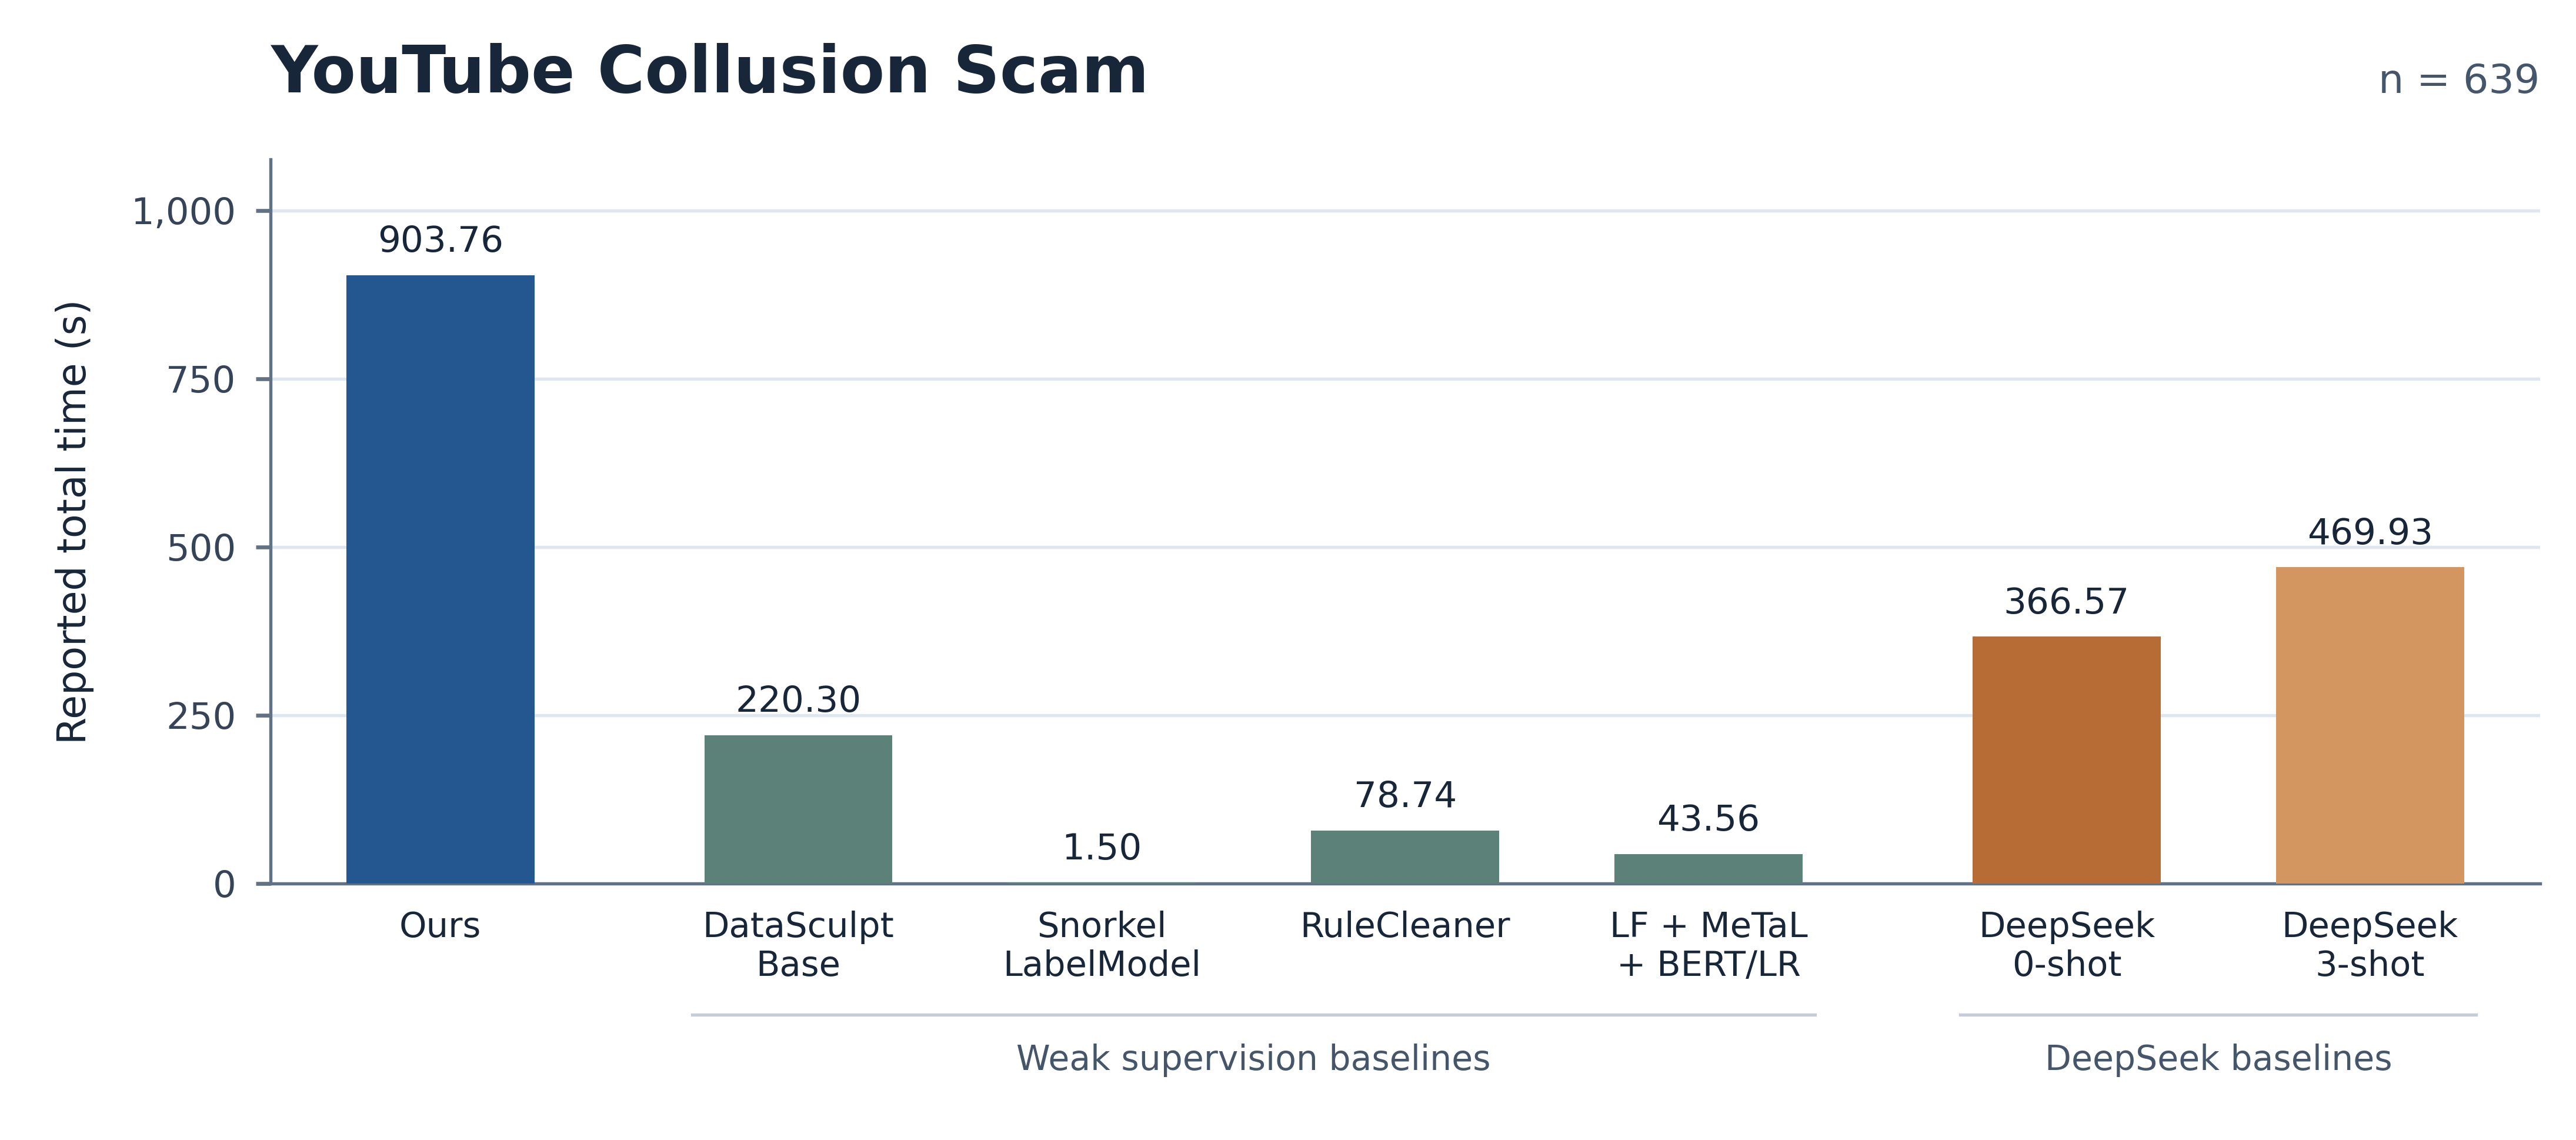 YouTube Collusion Scam
n = 639
Reported total time (s)
1,000
750
500
250
0
903.76
220.30
1.50
78.74
43.56
366.57
469.93
Ours
DataSculpt
Base
Snorkel
LabelModel
RuleCleaner
LF + MeTaL
+ BERT/LR
DeepSeek
0-shot
DeepSeek
3-shot
Weak supervision baselines
DeepSeek baselines